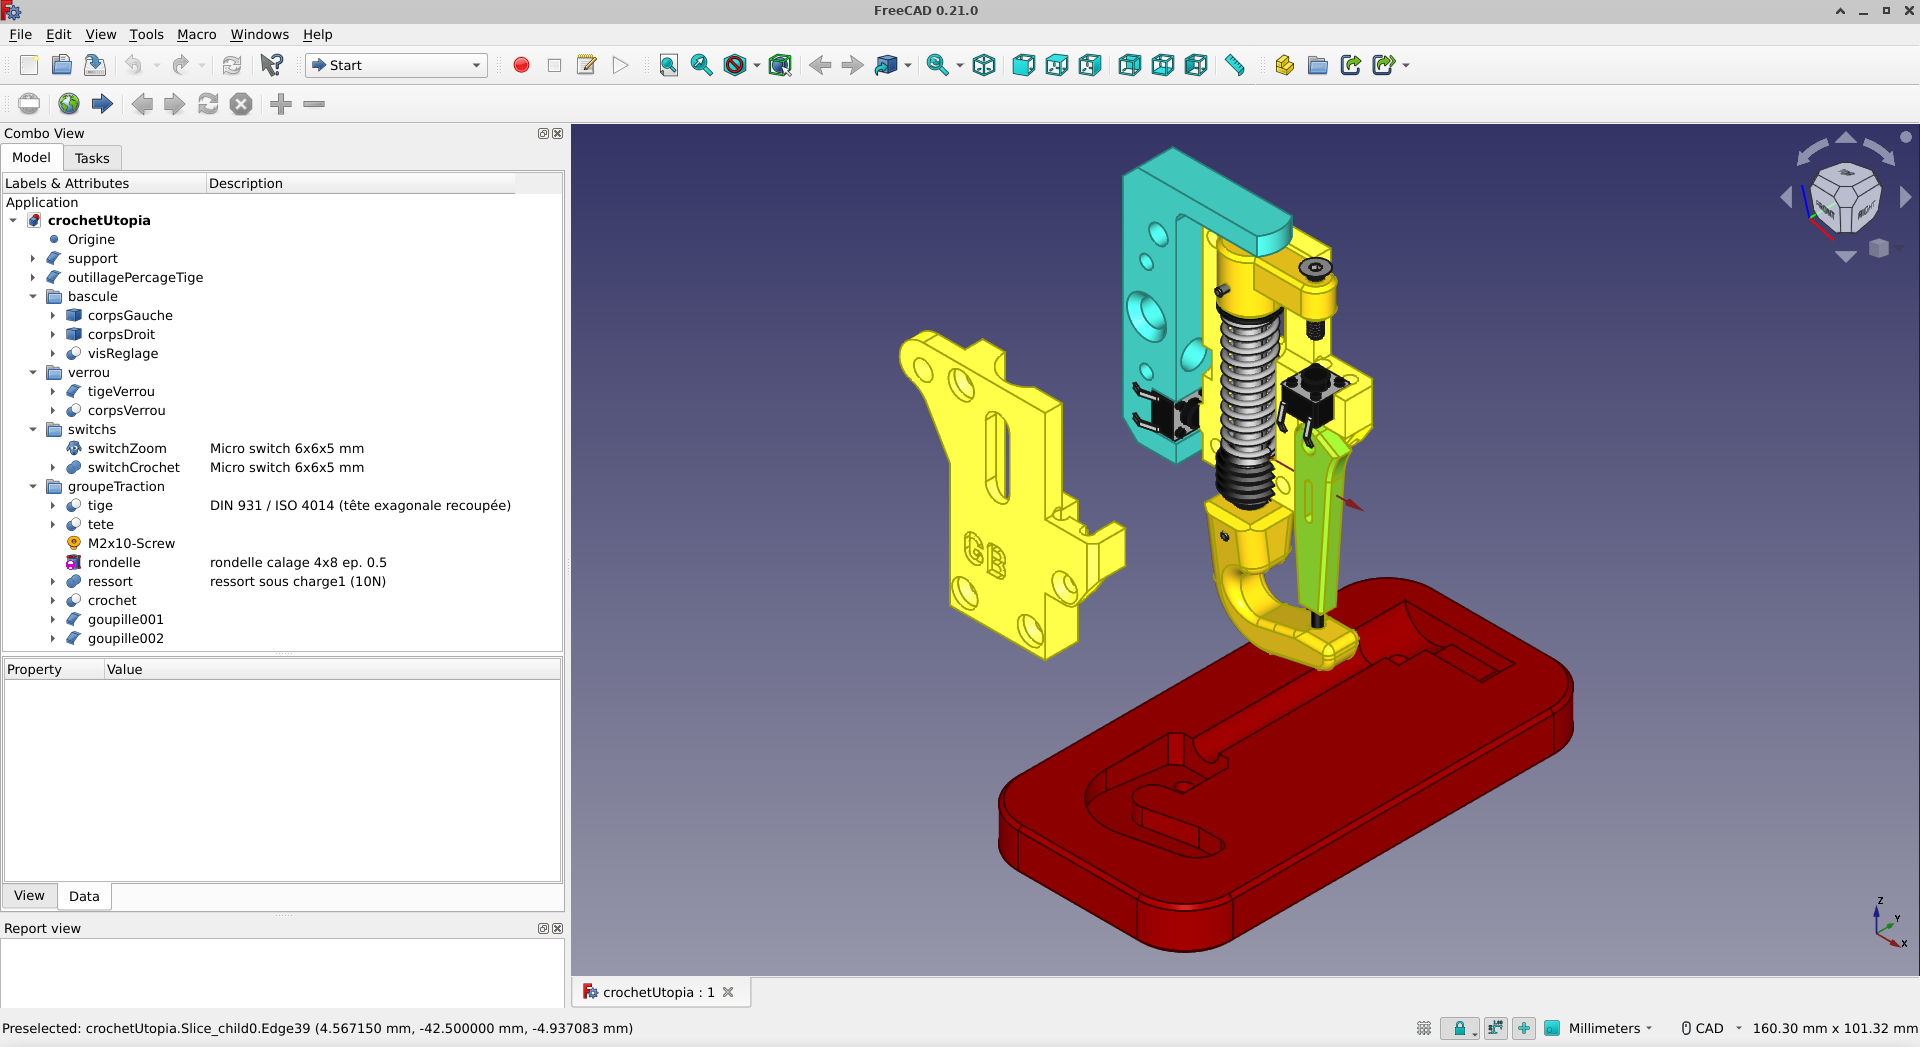 FreeCAD 0.21.0
File Edit View Tools Macro Windows Help
Start
Combo View
Model Tasks
Labels & Attributes Description
Application
crochetUtopia
Origine
support
outillagePercageTige
bascule
corpsGauche
corpsDroit
visReglage
verrou
tigeVerrou
corpsVerrou
switchs
switchZoom Micro switch 6x6x5 mm
switchCrochet Micro switch 6x6x5 mm
groupeTraction
tige DIN 931 / ISO 4014 (tête exagonale recoupée)
tete
M2x10-Screw
rondelle rondelle calage 4x8 ep. 0.5
ressort ressort sous charge1 (10N)
crochet
goupille001
goupille002
Property Value
View Data
Report view
GB
FRONT RIGHT
Z
Y
X
crochetUtopia : 1
Preselected: crochetUtopia.Slice_child0.Edge39 (4.567150 mm, -42.500000 mm, -4.937083 mm)
Millimeters CAD 160.30 mm x 101.32 mm